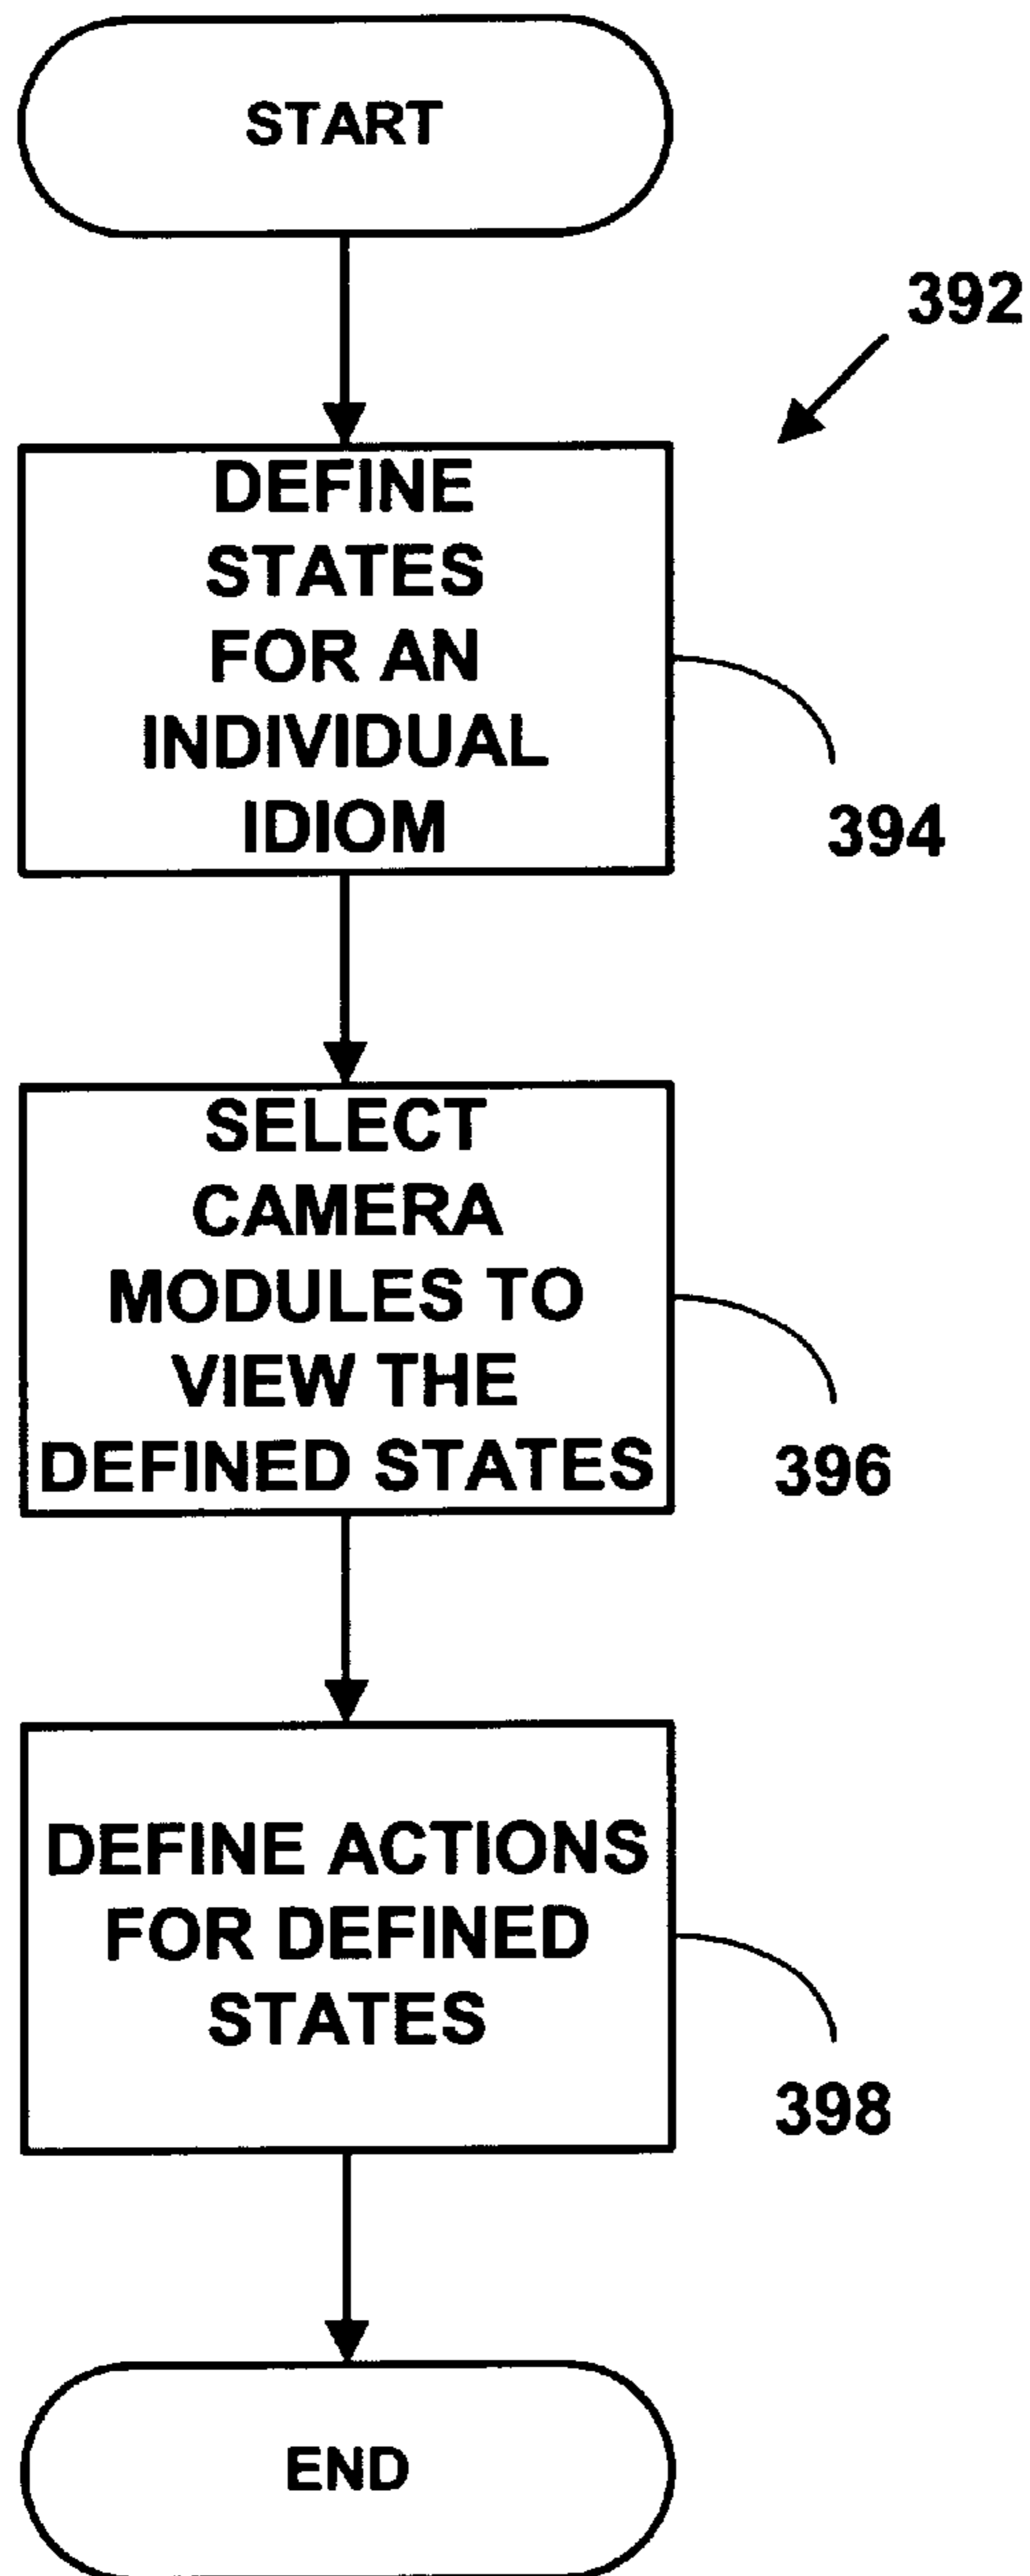 START
392
DEFINE
STATES
FOR AN
INDIVIDUAL
IDIOM
394
SELECT
CAMERA
MODULES TO
VIEW THE
DEFINED STATES
396
DEFINE ACTIONS
FOR DEFINED
STATES
398
END